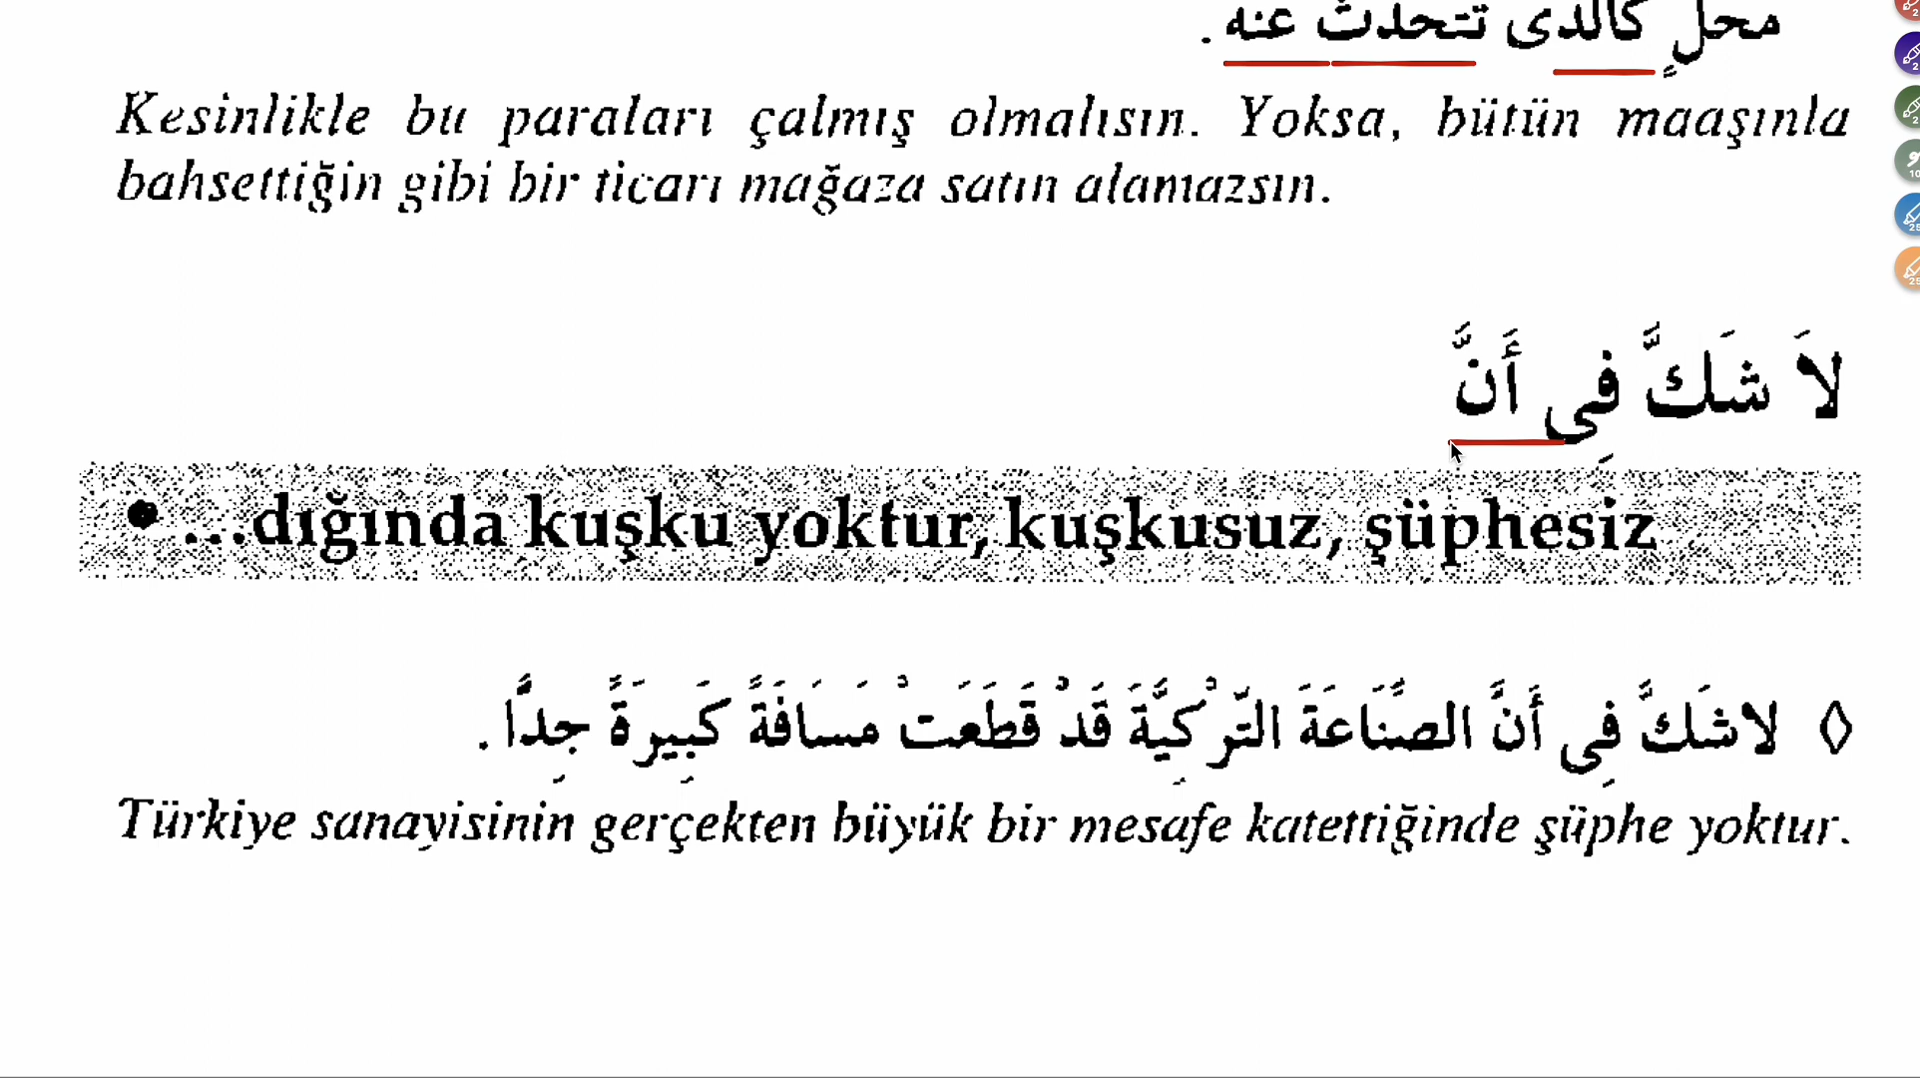 محلٍ كالذى تتحدث عنه .
Kesinlikle bu paraları çalmış olmalısın. Yoksa, bütün maaşınla
bahsettiğin gibi bir ticarı mağaza satın alamazsın.
لاَ شَكَّ فِى أَنَّ
• ...dığında kuşku yoktur, kuşkusuz, şüphesiz
◊ لاشَكَّ فِى أَنَّ الصِّنَاعَةَ التّرْكِيَّةَ قَدْ قَطَعَتْ مَسَافَةً كَبِيرَةً جِدًّا .
Türkiye sanayisinin gerçekten büyük bir mesafe katettiğinde şüphe yoktur.